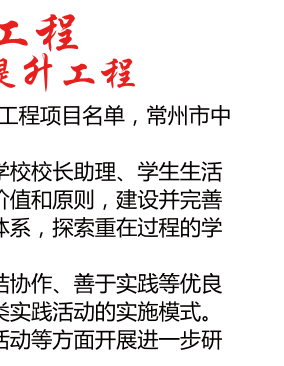 工程
提升工程
工程项目名单，常州市中
学校校长助理、学生生活
价值和原则，建设并完善
体系，探索重在过程的学
结协作、善于实践等优良
类实践活动的实施模式。
活动等方面开展进一步研